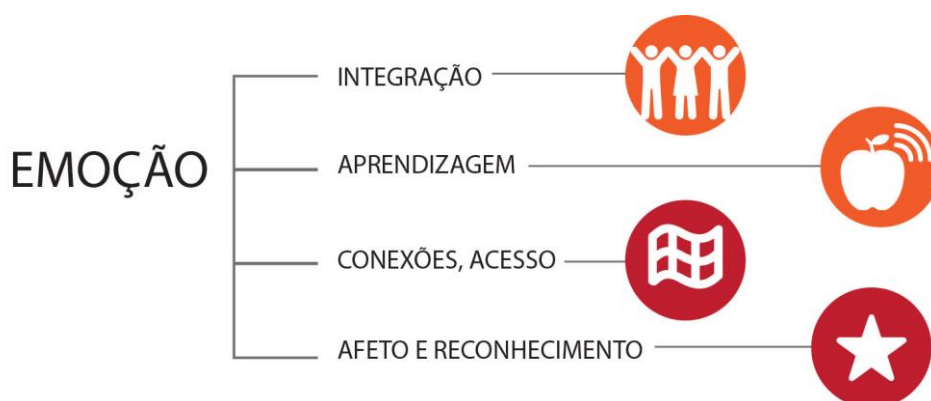 EMOÇÃO
INTEGRAÇÃO
APRENDIZAGEM
CONEXÕES, ACESSO
AFETO E RECONHECIMENTO